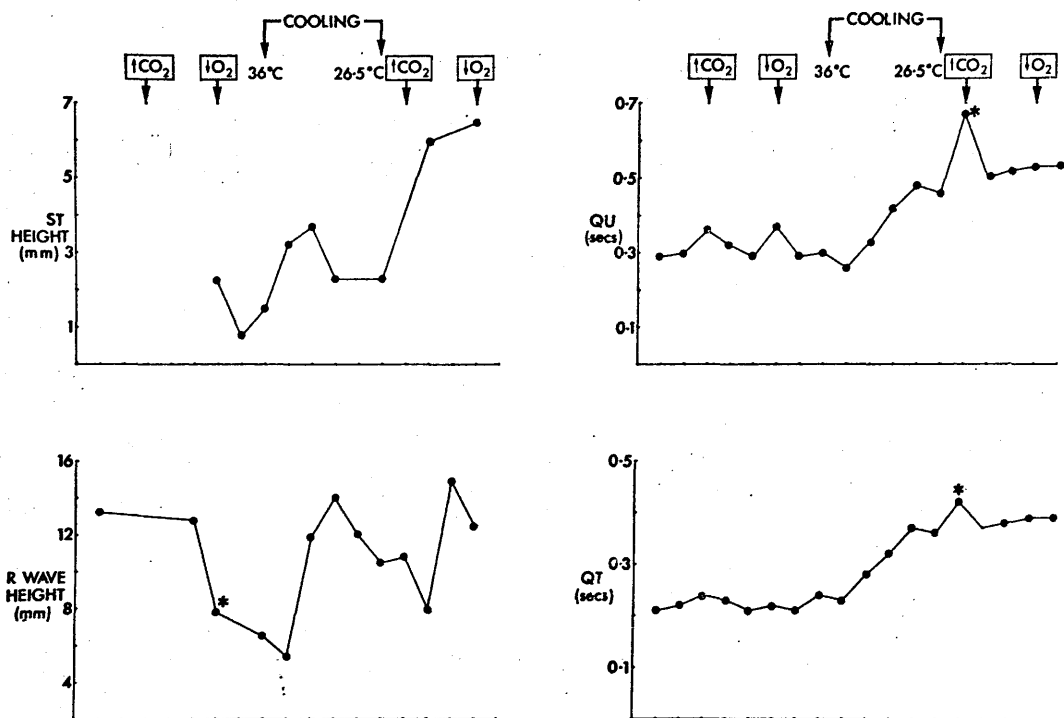 COOLING
↑CO2 ↓O2 36°C 26·5°C ↑CO2 ↓O2
7
5
ST
HEIGHT
(mm)
3
1
COOLING
↑CO2 ↓O2 36°C 26·5°C ↑CO2 ↓O2
0·7
*
0·5
QU
(secs)
0·3
0·1
16
12
R WAVE
HEIGHT
(mm)
8
*
4
0·5
*
0·3
QT
(secs)
0·1